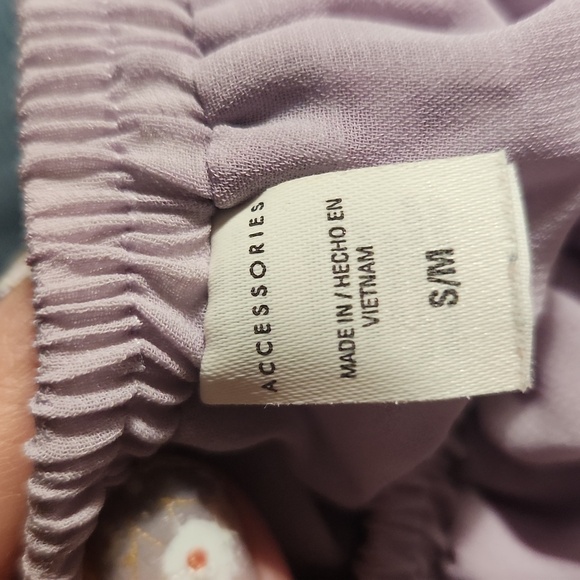 ACCESSORIES
MADE IN / HECHO EN
VIETNAM
S/M